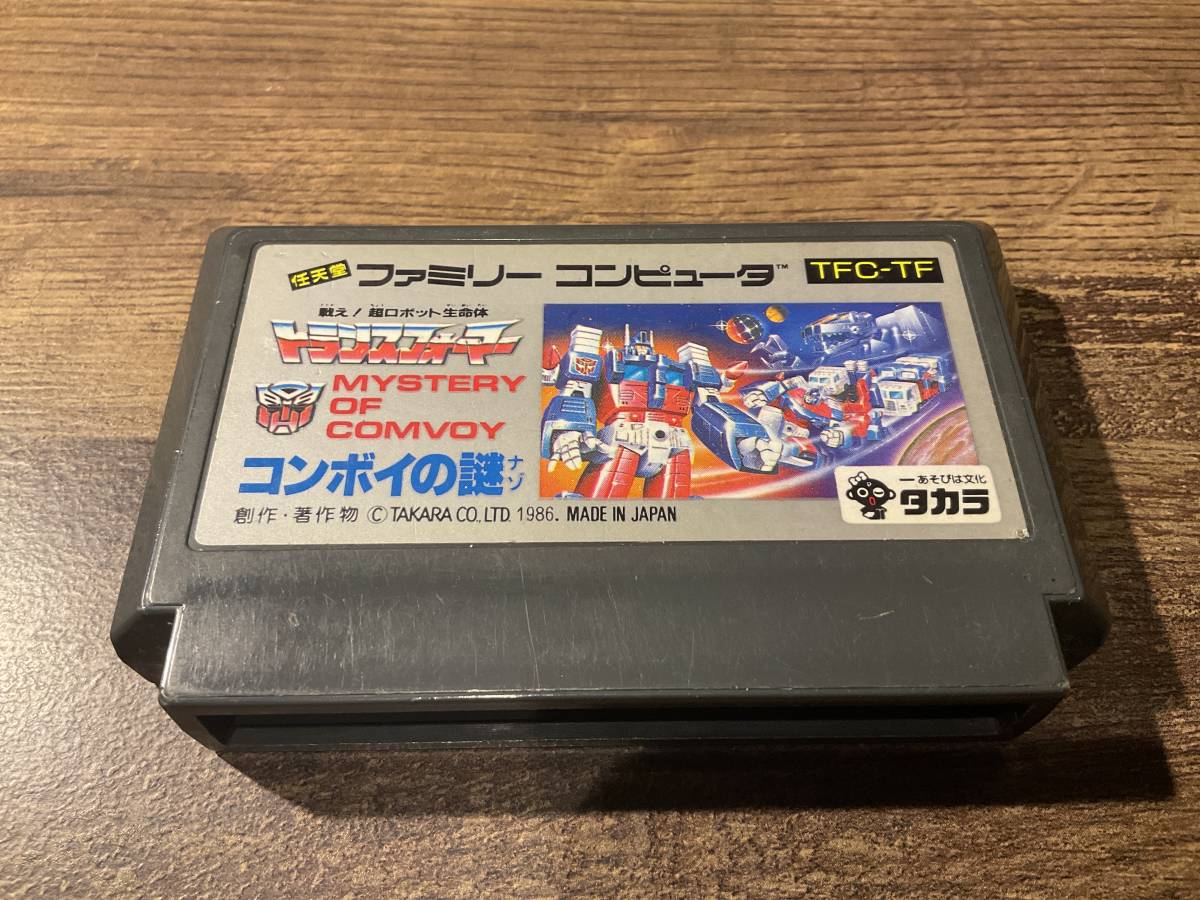 任天堂 ファミリー コンピュータ™ TFC-TF
戦え! 超ロボット生命体
トランスフォーマー
MYSTERY
OF
COMVOY
コンボイの謎
ナゾ
創作・著作物 © TAKARA CO., LTD. 1986. MADE IN JAPAN
ーあそびは文化
タカラ